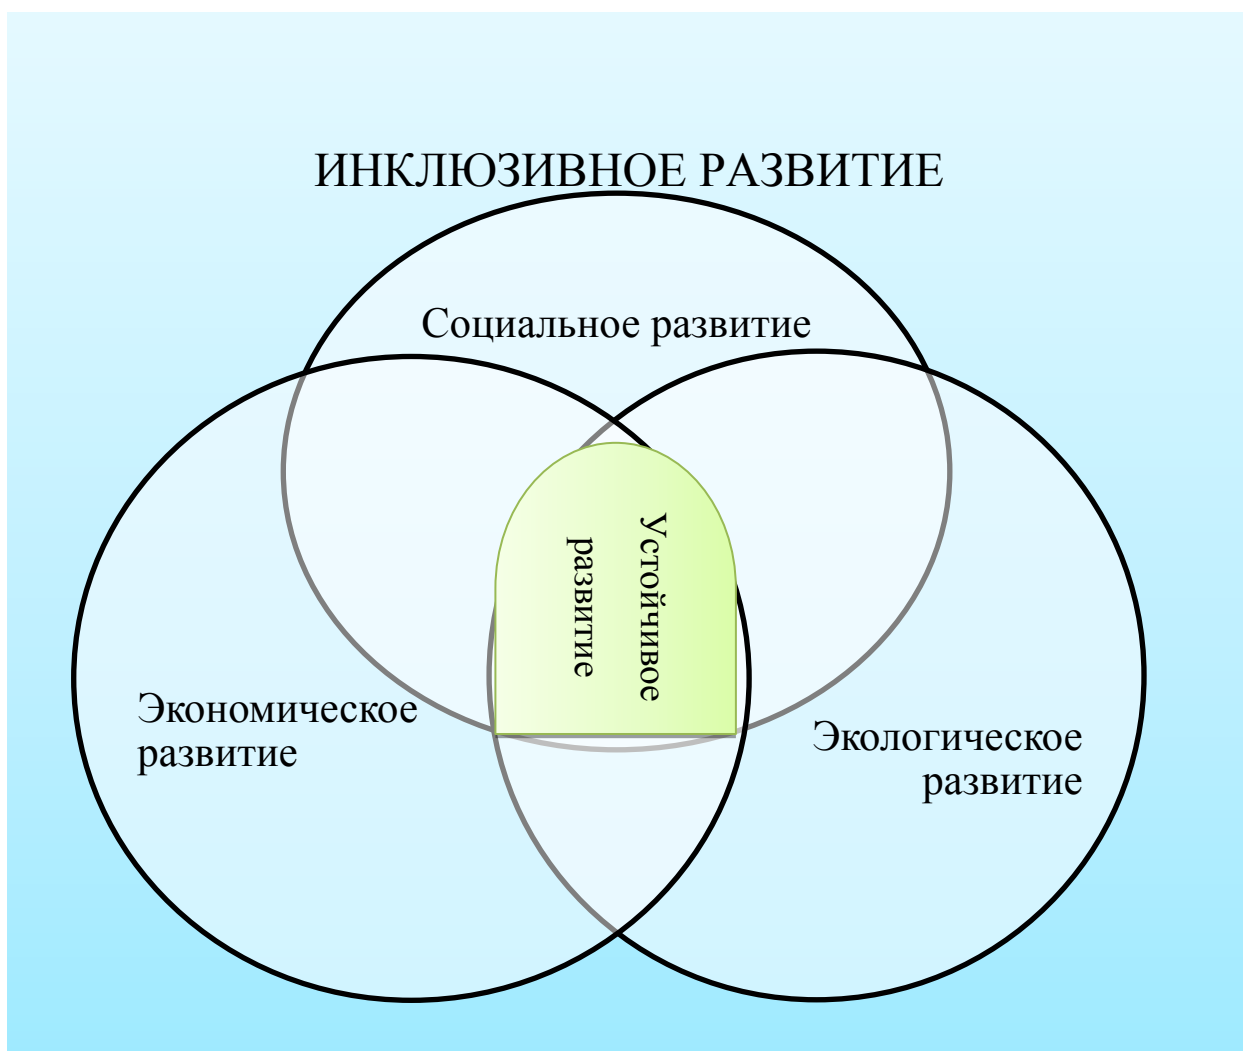 ИНКЛЮЗИВНОЕ РАЗВИТИЕ
Социальное развитие
Устойчивое
развитие
Экономическое
развитие
Экологическое
развитие